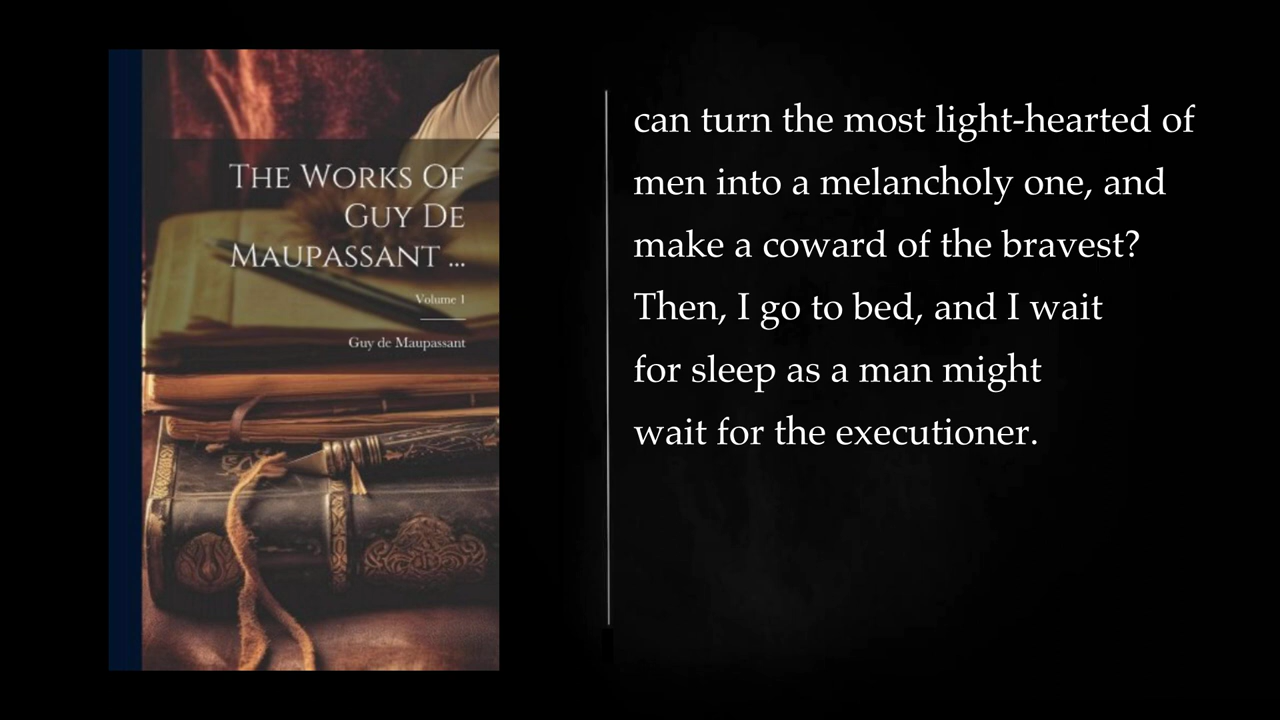 The Works Of
Guy De
Maupassant ...
Volume 1
Guy de Maupassant
can turn the most light-hearted of
men into a melancholy one, and
make a coward of the bravest?
Then, I go to bed, and I wait
for sleep as a man might
wait for the executioner.